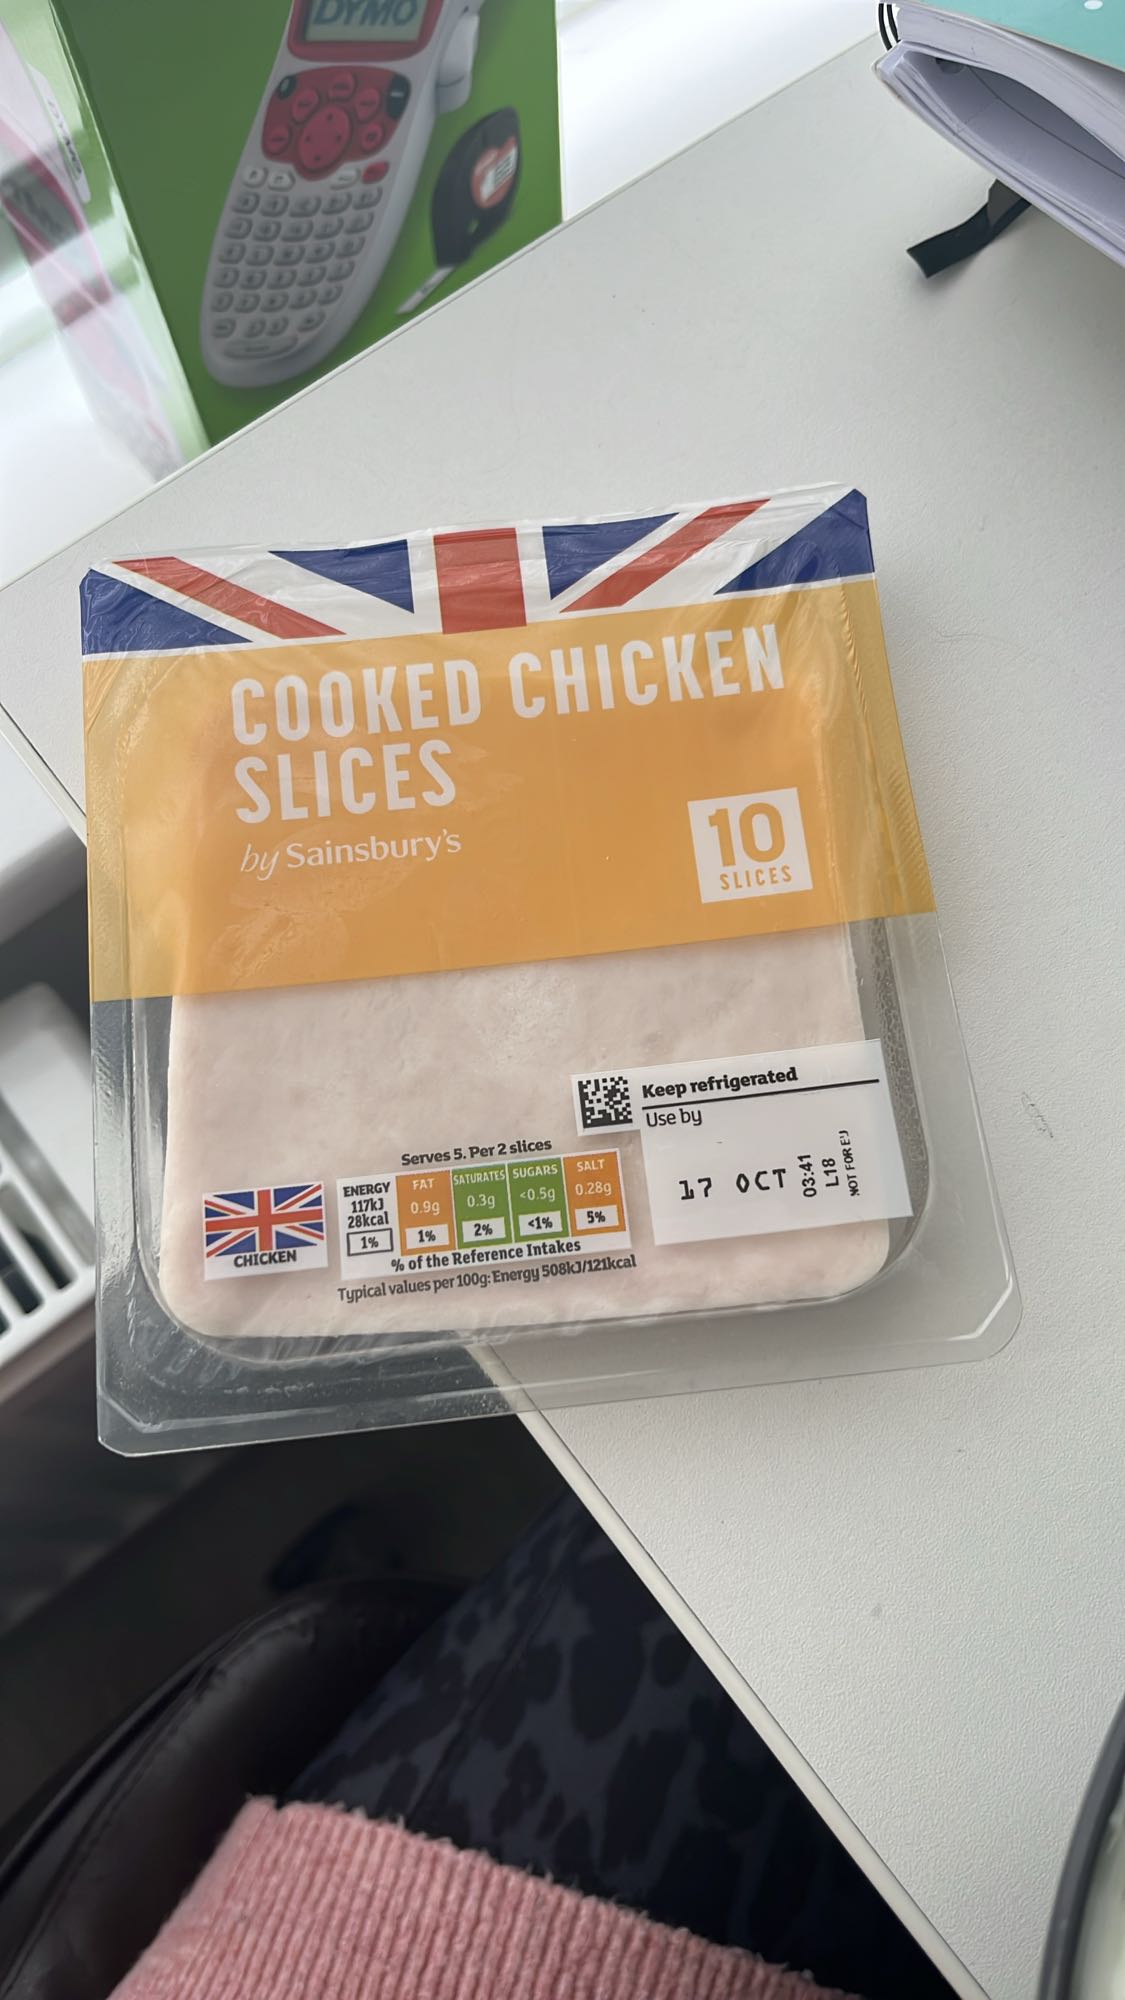 DYMO
COOKED CHICKEN
SLICES
by Sainsbury's
10
SLICES
Keep refrigerated
Use by
17 OCT
03:41
L18
NOT FOR EU
Serves 5. Per 2 slices
ENERGY
117kJ
28kcal
1%
FAT
0.9g
1%
SATURATES
0.3g
2%
SUGARS
<0.5g
<1%
SALT
0.28g
5%
% of the Reference Intakes
Typical values per 100g: Energy 508kJ/121kcal
CHICKEN